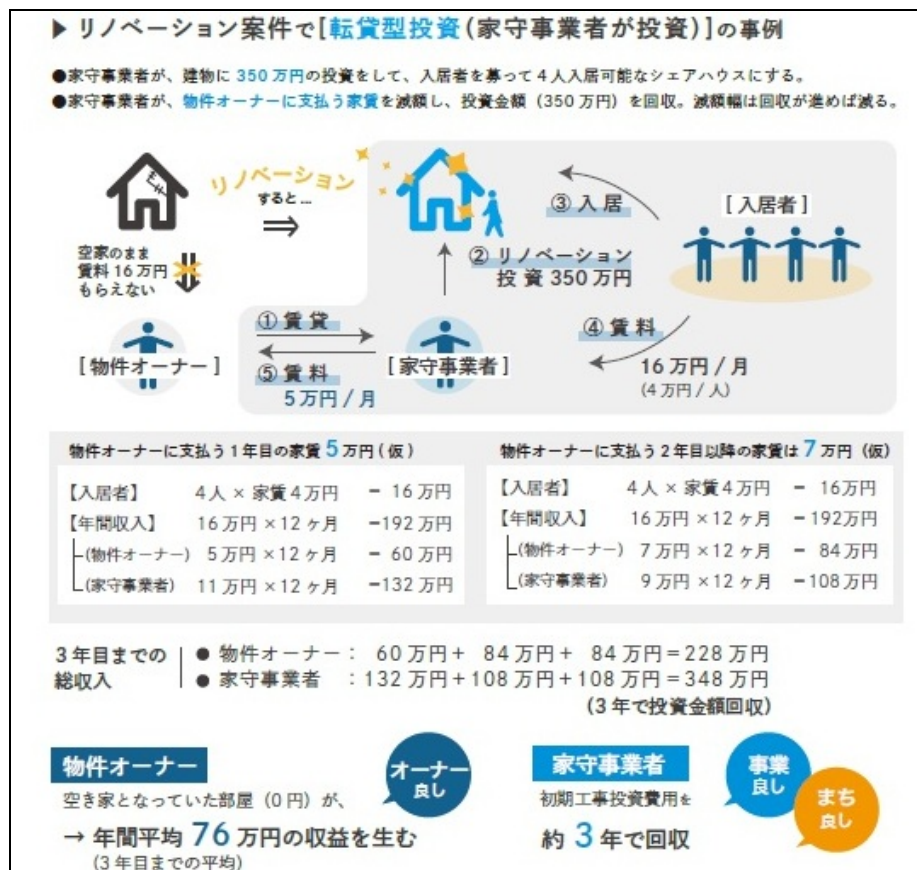 ▶ リノベーション案件で[転貸型投資(家守事業者が投資)]の事例
●家守事業者が、建物に 350 万円の投資をして、入居者を募って4人入居可能なシェアハウスにする。
●家守事業者が、物件オーナーに支払う家賃を減額し、投資金額（350 万円）を回収。減額幅は回収が進めば減る。
リノベーション
すると...
⇒
空家のまま
賃料 16 万円
もらえない
③ 入居
[入居者]
② リノベーション
投資 350 万円
① 賃貸
④ 賃料
[物件オーナー]
[家守事業者]
⑤ 賃料
5万円 / 月
16 万円 / 月
(4 万円 / 人)
物件オーナーに支払う1年目の家賃 5 万円 (仮)
【入居者】 4人 × 家賃4万円 = 16 万円
【年間収入】 16万円 ×12 ヶ月 =192 万円
(物件オーナー) 5万円 ×12 ヶ月 = 60 万円
(家守事業者) 11 万円 ×12 ヶ月 =132 万円
物件オーナーに支払う2年目以降の家賃は 7 万円 (仮)
【入居者】 4人 × 家賃4万円 = 16万円
【年間収入】 16万円 ×12 ヶ月 =192万円
(物件オーナー) 7万円 ×12 ヶ月 = 84 万円
(家守事業者) 9万円 ×12 ヶ月 =108万円
3年目までの
総収入
● 物件オーナー： 60 万円＋ 84 万円＋ 84 万円＝228 万円
● 家守事業者 ：132 万円＋108 万円＋108 万円＝348 万円
(3 年で投資金額回収)
物件オーナー
オーナー
良し
空き家となっていた部屋（0 円）が、
→ 年間平均 76 万円の収益を生む
(3 年目までの平均)
家守事業者
事業
良し
まち
良し
初期工事投資費用を
約 3 年で回収